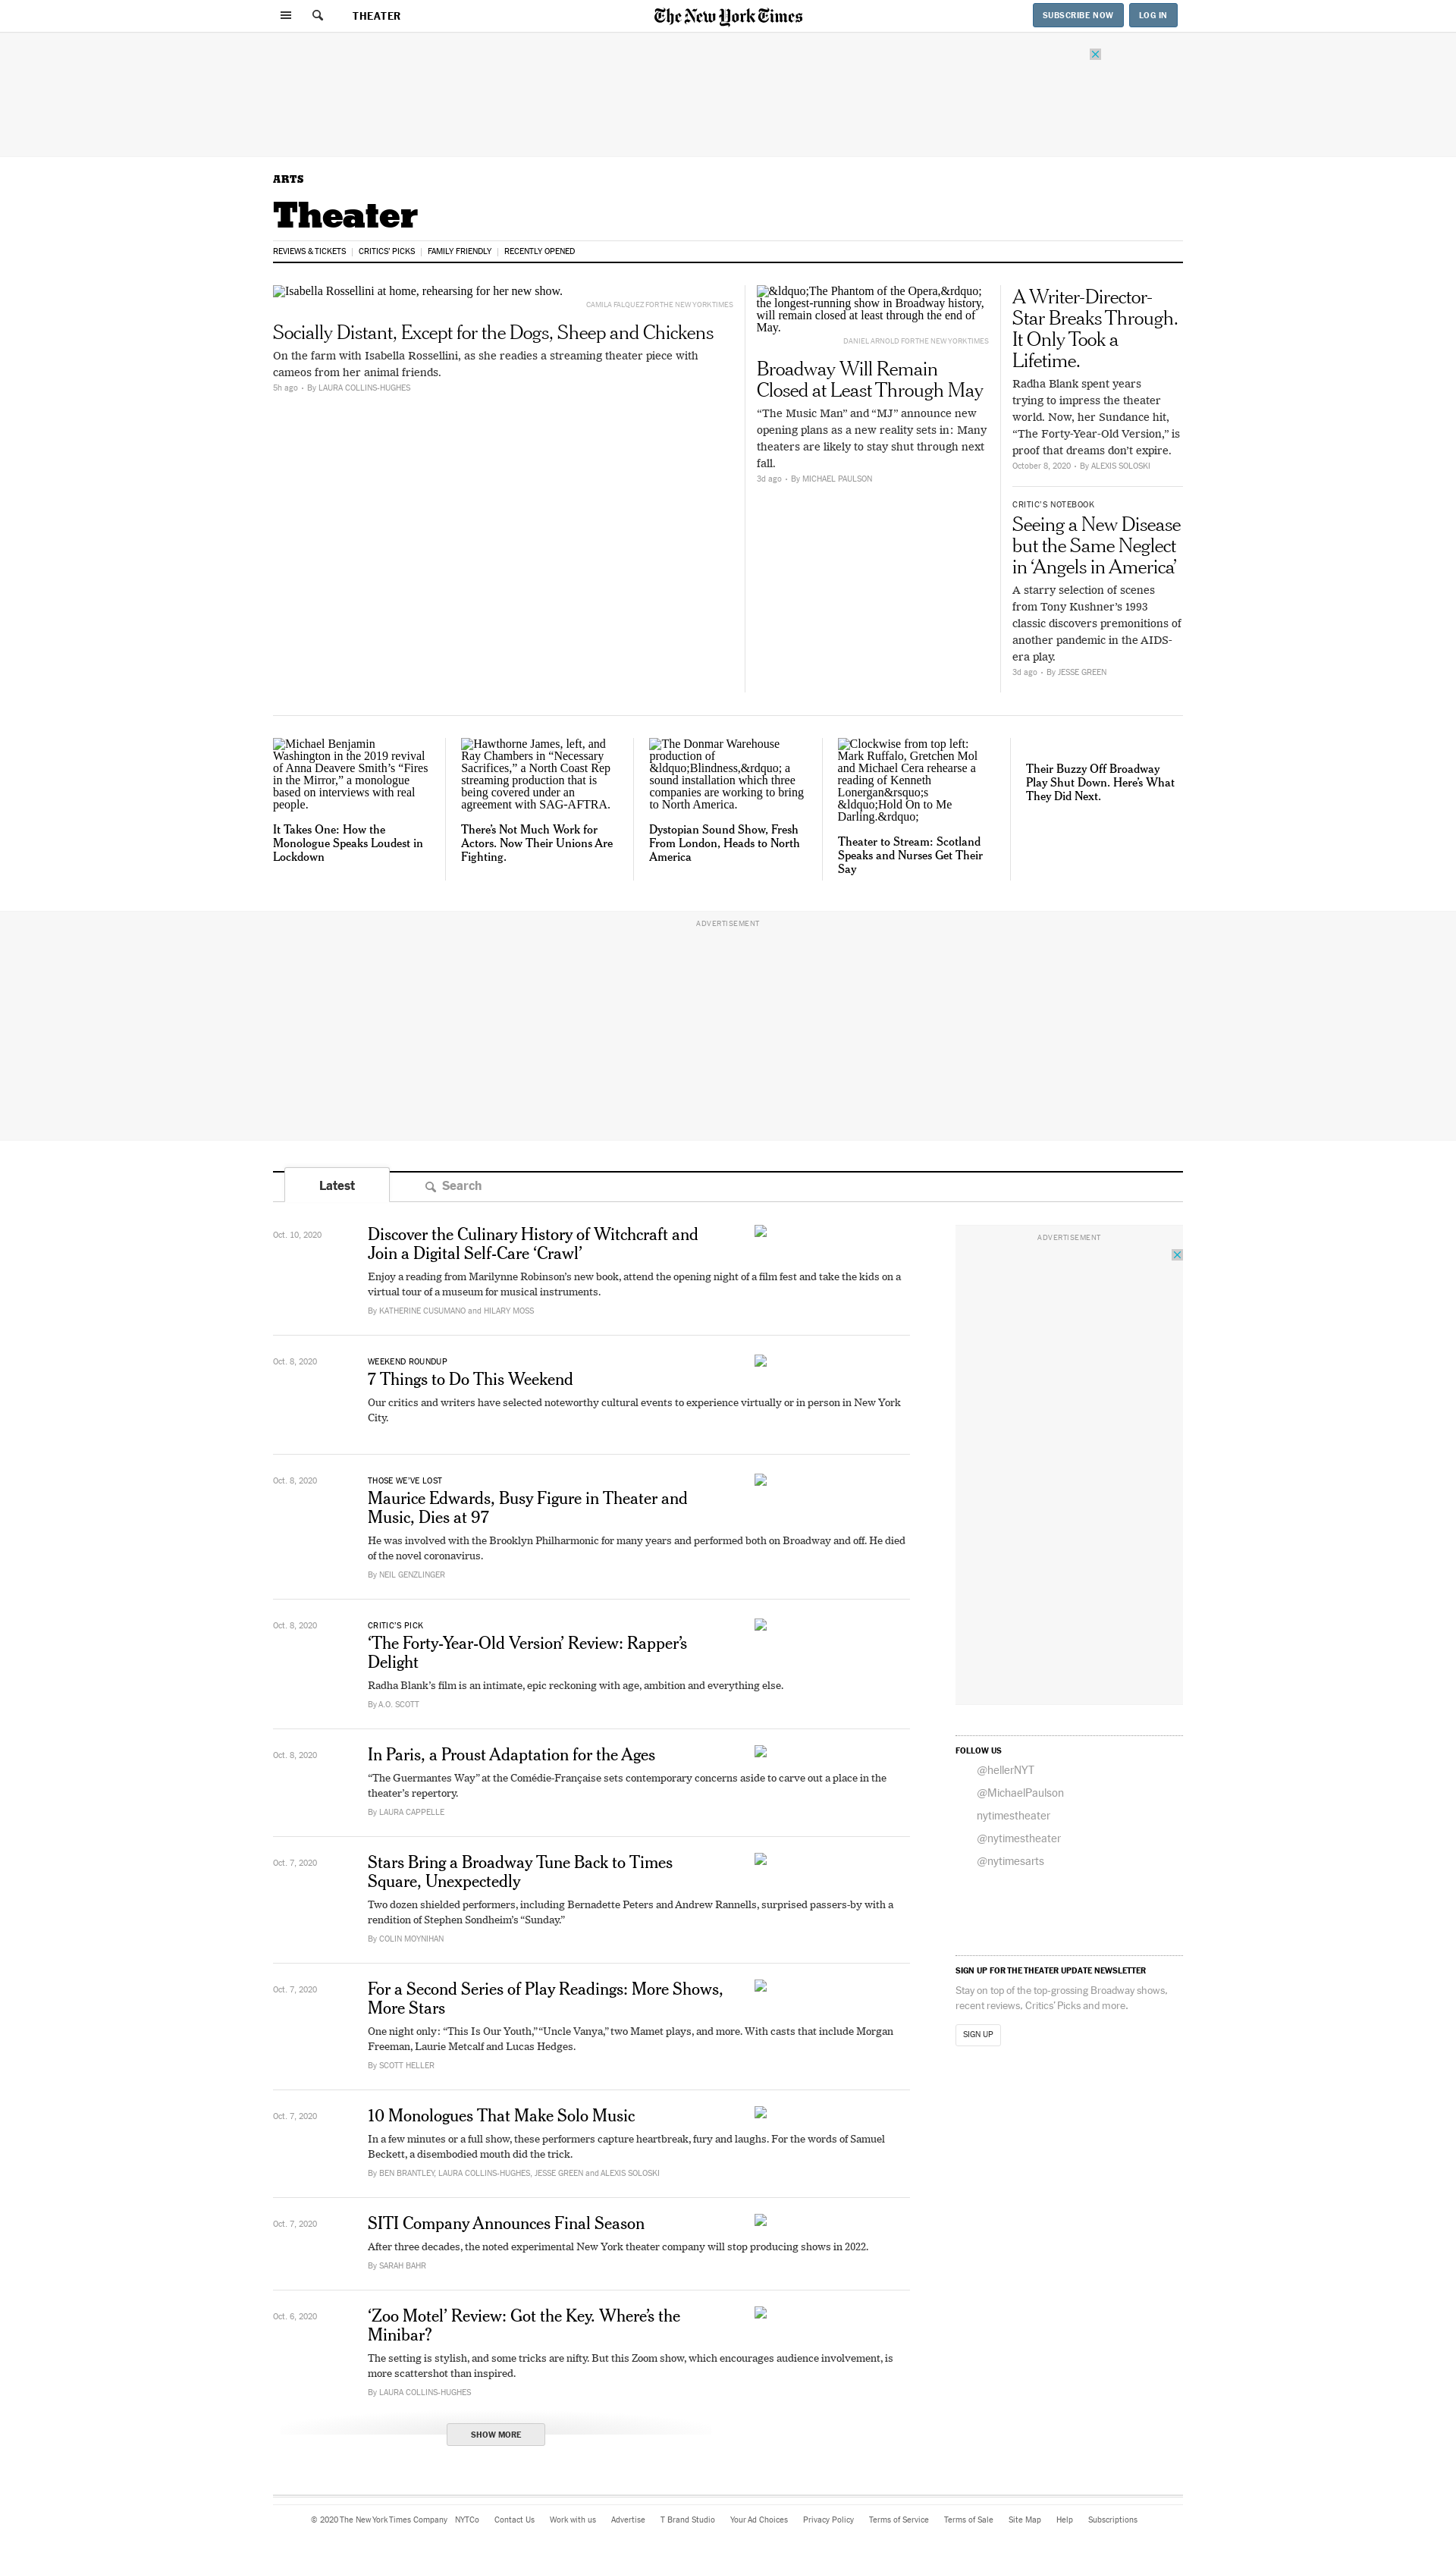 THEATER
The New York Times
SUBSCRIBE NOW
LOG IN
ARTS
Theater
REVIEWS & TICKETS | CRITICS' PICKS | FAMILY FRIENDLY | RECENTLY OPENED
Isabella Rossellini at home, rehearsing for her new show.
CAMILA FALQUEZ FOR THE NEW YORK TIMES
Socially Distant, Except for the Dogs, Sheep and Chickens
On the farm with Isabella Rossellini, as she readies a streaming theater piece with
cameos from her animal friends.
5h ago • By LAURA COLLINS-HUGHES
&ldquo;The Phantom of the Opera,&rdquo;
the longest-running show in Broadway history,
will remain closed at least through the end of
May.
DANIEL ARNOLD FOR THE NEW YORK TIMES
Broadway Will Remain
Closed at Least Through May
“The Music Man” and “MJ” announce new
opening plans as a new reality sets in: Many
theaters are likely to stay shut through next
fall.
3d ago • By MICHAEL PAULSON
A Writer-Director-
Star Breaks Through.
It Only Took a
Lifetime.
Radha Blank spent years
trying to impress the theater
world. Now, her Sundance hit,
“The Forty-Year-Old Version,” is
proof that dreams don’t expire.
October 8, 2020 • By ALEXIS SOLOSKI
CRITIC’S NOTEBOOK
Seeing a New Disease
but the Same Neglect
in ‘Angels in America’
A starry selection of scenes
from Tony Kushner’s 1993
classic discovers premonitions of
another pandemic in the AIDS-
era play.
3d ago • By JESSE GREEN
Michael Benjamin
Washington in the 2019 revival
of Anna Deavere Smith’s “Fires
in the Mirror,” a monologue
based on interviews with real
people.
It Takes One: How the
Monologue Speaks Loudest in
Lockdown
Hawthorne James, left, and
Ray Chambers in “Necessary
Sacrifices,” a North Coast Rep
streaming production that is
being covered under an
agreement with SAG-AFTRA.
There’s Not Much Work for
Actors. Now Their Unions Are
Fighting.
The Donmar Warehouse
production of
&ldquo;Blindness,&rdquo; a
sound installation which three
companies are working to bring
to North America.
Dystopian Sound Show, Fresh
From London, Heads to North
America
Clockwise from top left:
Mark Ruffalo, Gretchen Mol
and Michael Cera rehearse a
reading of Kenneth
Lonergan&rsquo;s
&ldquo;Hold On to Me
Darling.&rdquo;
Theater to Stream: Scotland
Speaks and Nurses Get Their
Say
Their Buzzy Off Broadway
Play Shut Down. Here’s What
They Did Next.
ADVERTISEMENT
Latest
Search
Oct. 10, 2020
Discover the Culinary History of Witchcraft and
Join a Digital Self-Care ‘Crawl’
Enjoy a reading from Marilynne Robinson’s new book, attend the opening night of a film fest and take the kids on a
virtual tour of a museum for musical instruments.
By KATHERINE CUSUMANO and HILARY MOSS
Oct. 8, 2020
WEEKEND ROUNDUP
7 Things to Do This Weekend
Our critics and writers have selected noteworthy cultural events to experience virtually or in person in New York
City.
Oct. 8, 2020
THOSE WE’VE LOST
Maurice Edwards, Busy Figure in Theater and
Music, Dies at 97
He was involved with the Brooklyn Philharmonic for many years and performed both on Broadway and off. He died
of the novel coronavirus.
By NEIL GENZLINGER
Oct. 8, 2020
CRITIC’S PICK
‘The Forty-Year-Old Version’ Review: Rapper’s
Delight
Radha Blank’s film is an intimate, epic reckoning with age, ambition and everything else.
By A.O. SCOTT
Oct. 8, 2020
In Paris, a Proust Adaptation for the Ages
“The Guermantes Way” at the Comédie-Française sets contemporary concerns aside to carve out a place in the
theater’s repertory.
By LAURA CAPPELLE
Oct. 7, 2020
Stars Bring a Broadway Tune Back to Times
Square, Unexpectedly
Two dozen shielded performers, including Bernadette Peters and Andrew Rannells, surprised passers-by with a
rendition of Stephen Sondheim’s “Sunday.”
By COLIN MOYNIHAN
Oct. 7, 2020
For a Second Series of Play Readings: More Shows,
More Stars
One night only: “This Is Our Youth,” “Uncle Vanya,” two Mamet plays, and more. With casts that include Morgan
Freeman, Laurie Metcalf and Lucas Hedges.
By SCOTT HELLER
Oct. 7, 2020
10 Monologues That Make Solo Music
In a few minutes or a full show, these performers capture heartbreak, fury and laughs. For the words of Samuel
Beckett, a disembodied mouth did the trick.
By BEN BRANTLEY, LAURA COLLINS-HUGHES, JESSE GREEN and ALEXIS SOLOSKI
Oct. 7, 2020
SITI Company Announces Final Season
After three decades, the noted experimental New York theater company will stop producing shows in 2022.
By SARAH BAHR
Oct. 6, 2020
‘Zoo Motel’ Review: Got the Key. Where’s the
Minibar?
The setting is stylish, and some tricks are nifty. But this Zoom show, which encourages audience involvement, is
more scattershot than inspired.
By LAURA COLLINS-HUGHES
SHOW MORE
ADVERTISEMENT
FOLLOW US
@hellerNYT
@MichaelPaulson
nytimestheater
@nytimestheater
@nytimesarts
SIGN UP FOR THE THEATER UPDATE NEWSLETTER
Stay on top of the top-grossing Broadway shows,
recent reviews, Critics’ Picks and more.
SIGN UP
© 2020 The New York Times Company NYTCo Contact Us Work with us Advertise T Brand Studio Your Ad Choices Privacy Policy Terms of Service Terms of Sale Site Map Help Subscriptions